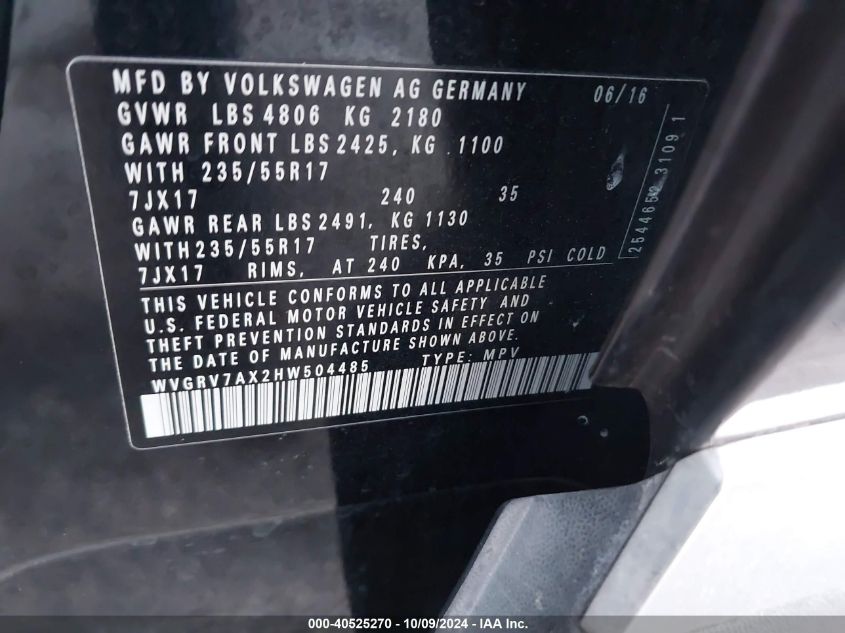 MFD BY VOLKSWAGEN AG GERMANY 06/16
GVWR LBS 4806 KG 2180
GAWR FRONT LBS 2425, KG 1100
WITH 235/55R17
7JX17 240 35
GAWR REAR LBS 2491, KG 1130
WITH 235/55R17 TIRES,
7JX17 RIMS, AT 240 KPA, 35 PSI COLD
THIS VEHICLE CONFORMS TO ALL APPLICABLE
U.S. FEDERAL MOTOR VEHICLE SAFETY AND
THEFT PREVENTION STANDARDS IN EFFECT ON
THE DATE OF MANUFACTURE SHOWN ABOVE.
WVGRV7AX2HW504485 TYPE: MPV
31091
000-40525270 - 10/09/2024 - IAA Inc.